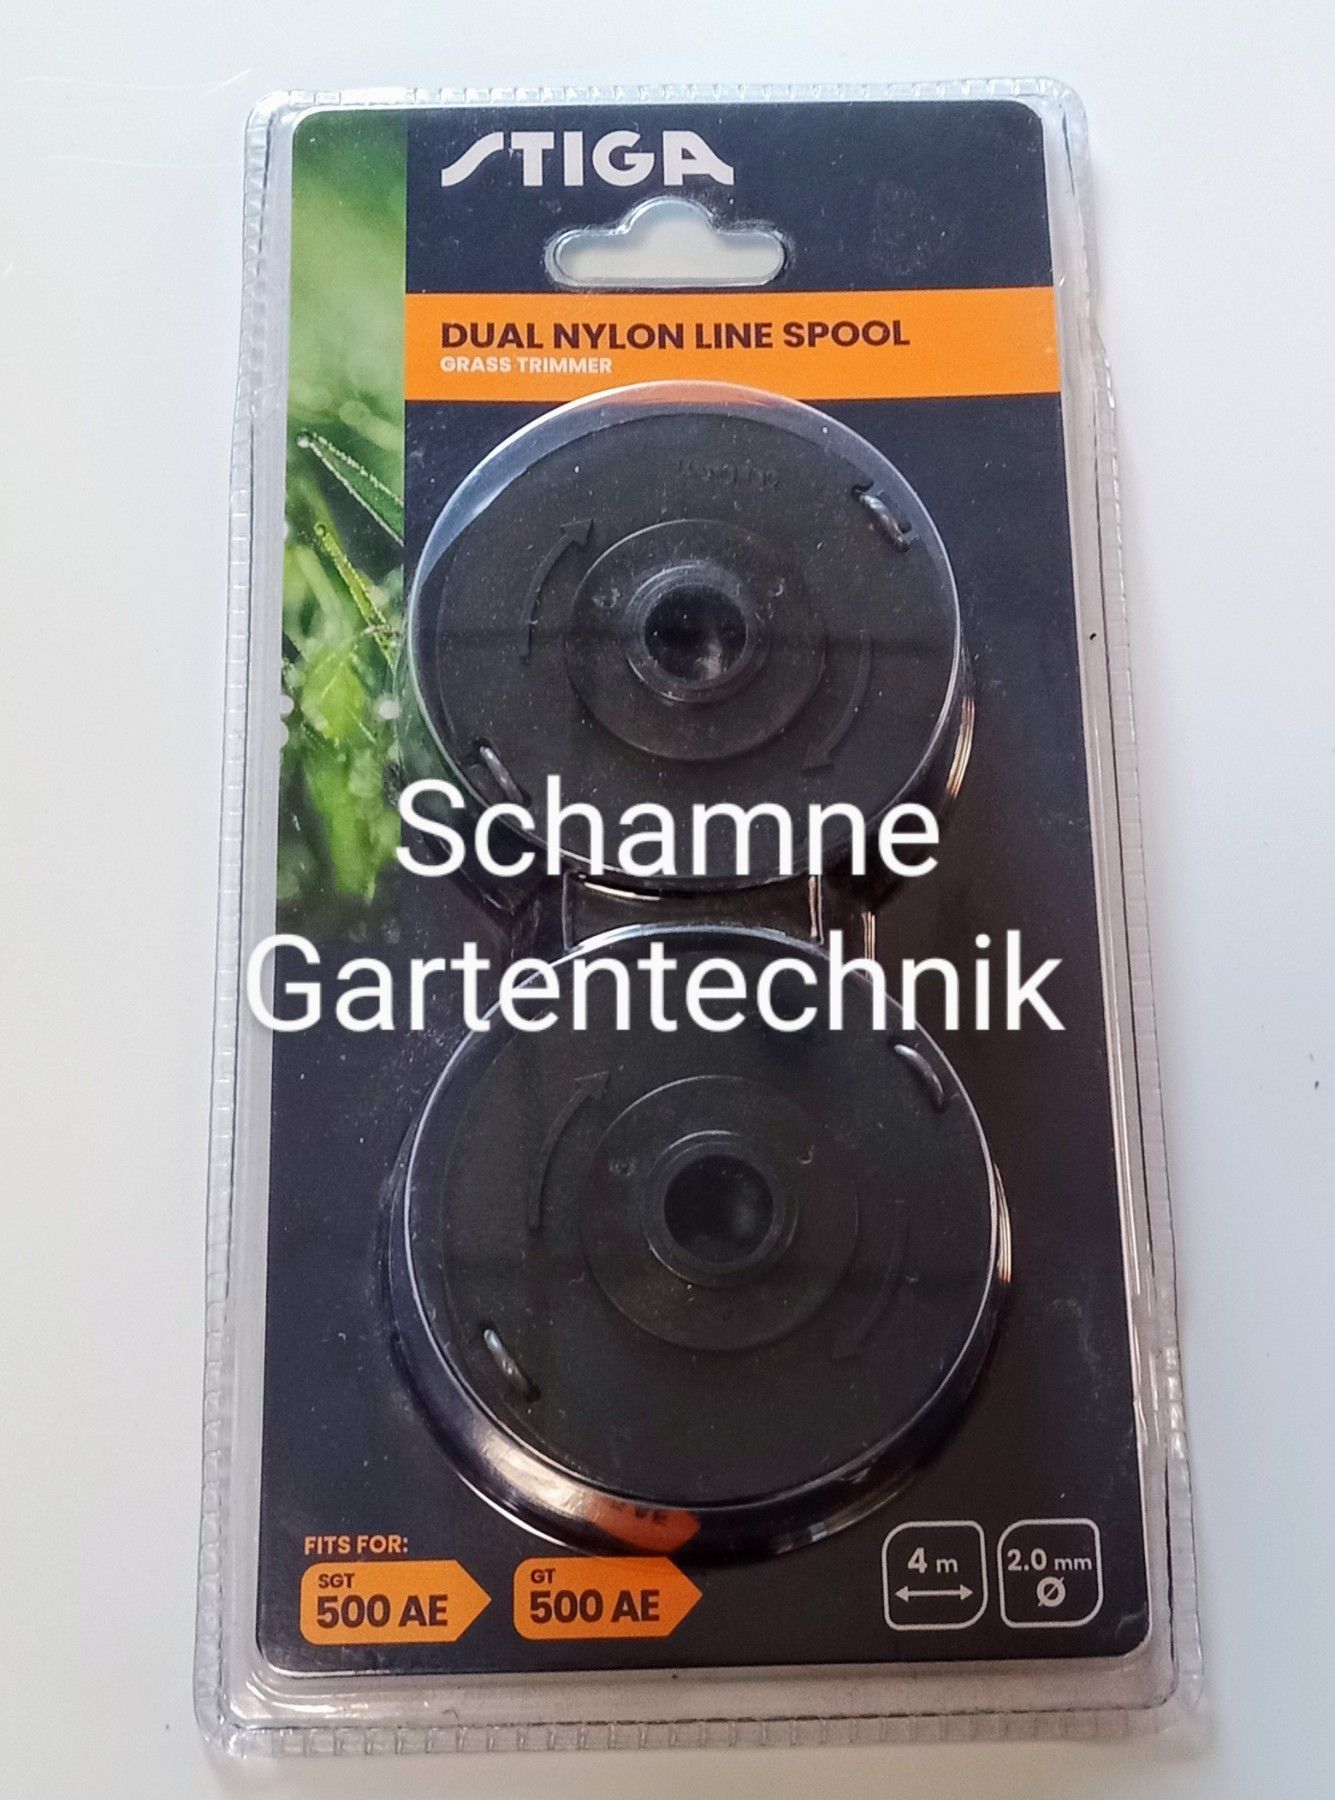 STIGA
DUAL NYLON LINE SPOOL
GRASS TRIMMER
Schamne
Gartentechnik
FITS FOR:
SGT
500 AE
GT
500 AE
4 m
2.0 mm
Ø